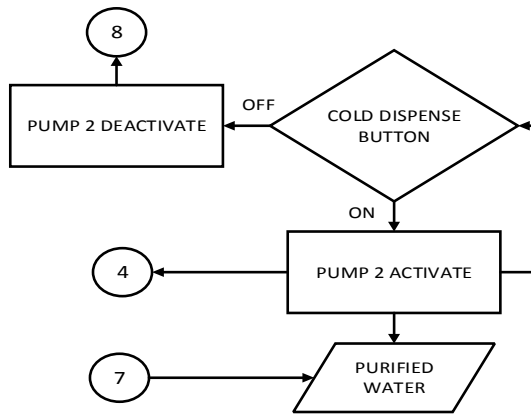 8
PUMP 2 DEACTIVATE
OFF
COLD DISPENSE
BUTTON
ON
4
PUMP 2 ACTIVATE
7
PURIFIED
WATER